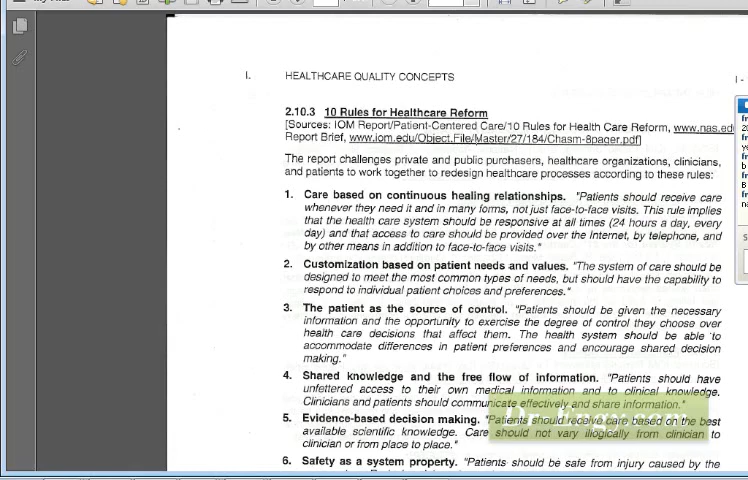 I. HEALTHCARE QUALITY CONCEPTS
I -
2.10.3 10 Rules for Healthcare Reform
[Sources: IOM Report/Patient-Centered Care/10 Rules for Health Care Reform, www.nas.ed
Report Brief, www.iom.edu/Object.File/Master/27/184/Chasm-8pager.pdf]
The report challenges private and public purchasers, healthcare organizations, clinicians,
and patients to work together to redesign healthcare processes according to these rules:
1. Care based on continuous healing relationships. "Patients should receive care
whenever they need it and in many forms, not just face-to-face visits. This rule implies
that the health care system should be responsive at all times (24 hours a day, every
day) and that access to care should be provided over the Internet, by telephone, and
by other means in addition to face-to-face visits."
2. Customization based on patient needs and values. "The system of care should be
designed to meet the most common types of needs, but should have the capability to
respond to individual patient choices and preferences."
3. The patient as the source of control. "Patients should be given the necessary
information and the opportunity to exercise the degree of control they choose over
health care decisions that affect them. The health system should be able to
accommodate differences in patient preferences and encourage shared decision
making."
4. Shared knowledge and the free flow of information. "Patients should have
unfettered access to their own medical information and to clinical knowledge.
Clinicians and patients should communicate effectively and share information."
5. Evidence-based decision making. "Patients should receive care based on the best
available scientific knowledge. Care should not vary illogically from clinician to
clinician or from place to place."
6. Safety as a system property. "Patients should be safe from injury caused by the